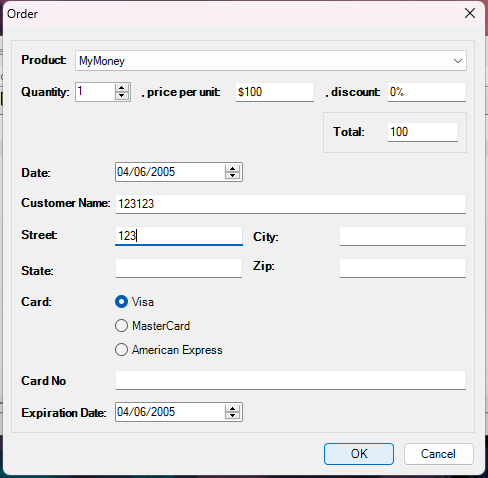 Order
Product: MyMoney
Quantity: 1 , price per unit: $100 , discount: 0%
Total: 100
Date: 04/06/2005
Customer Name: 123123
Street: 123 City:
State: Zip:
Card: Visa
MasterCard
American Express
Card No
Expiration Date: 04/06/2005
OK Cancel